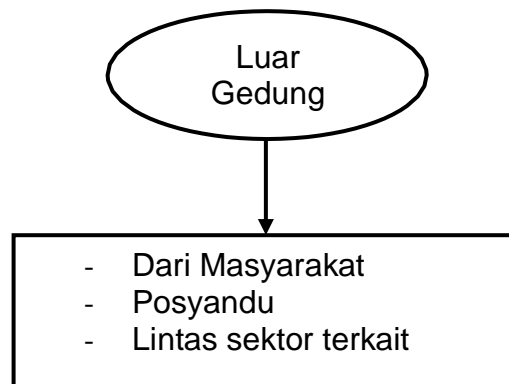 Luar
Gedung
- Dari Masyarakat
- Posyandu
- Lintas sektor terkait